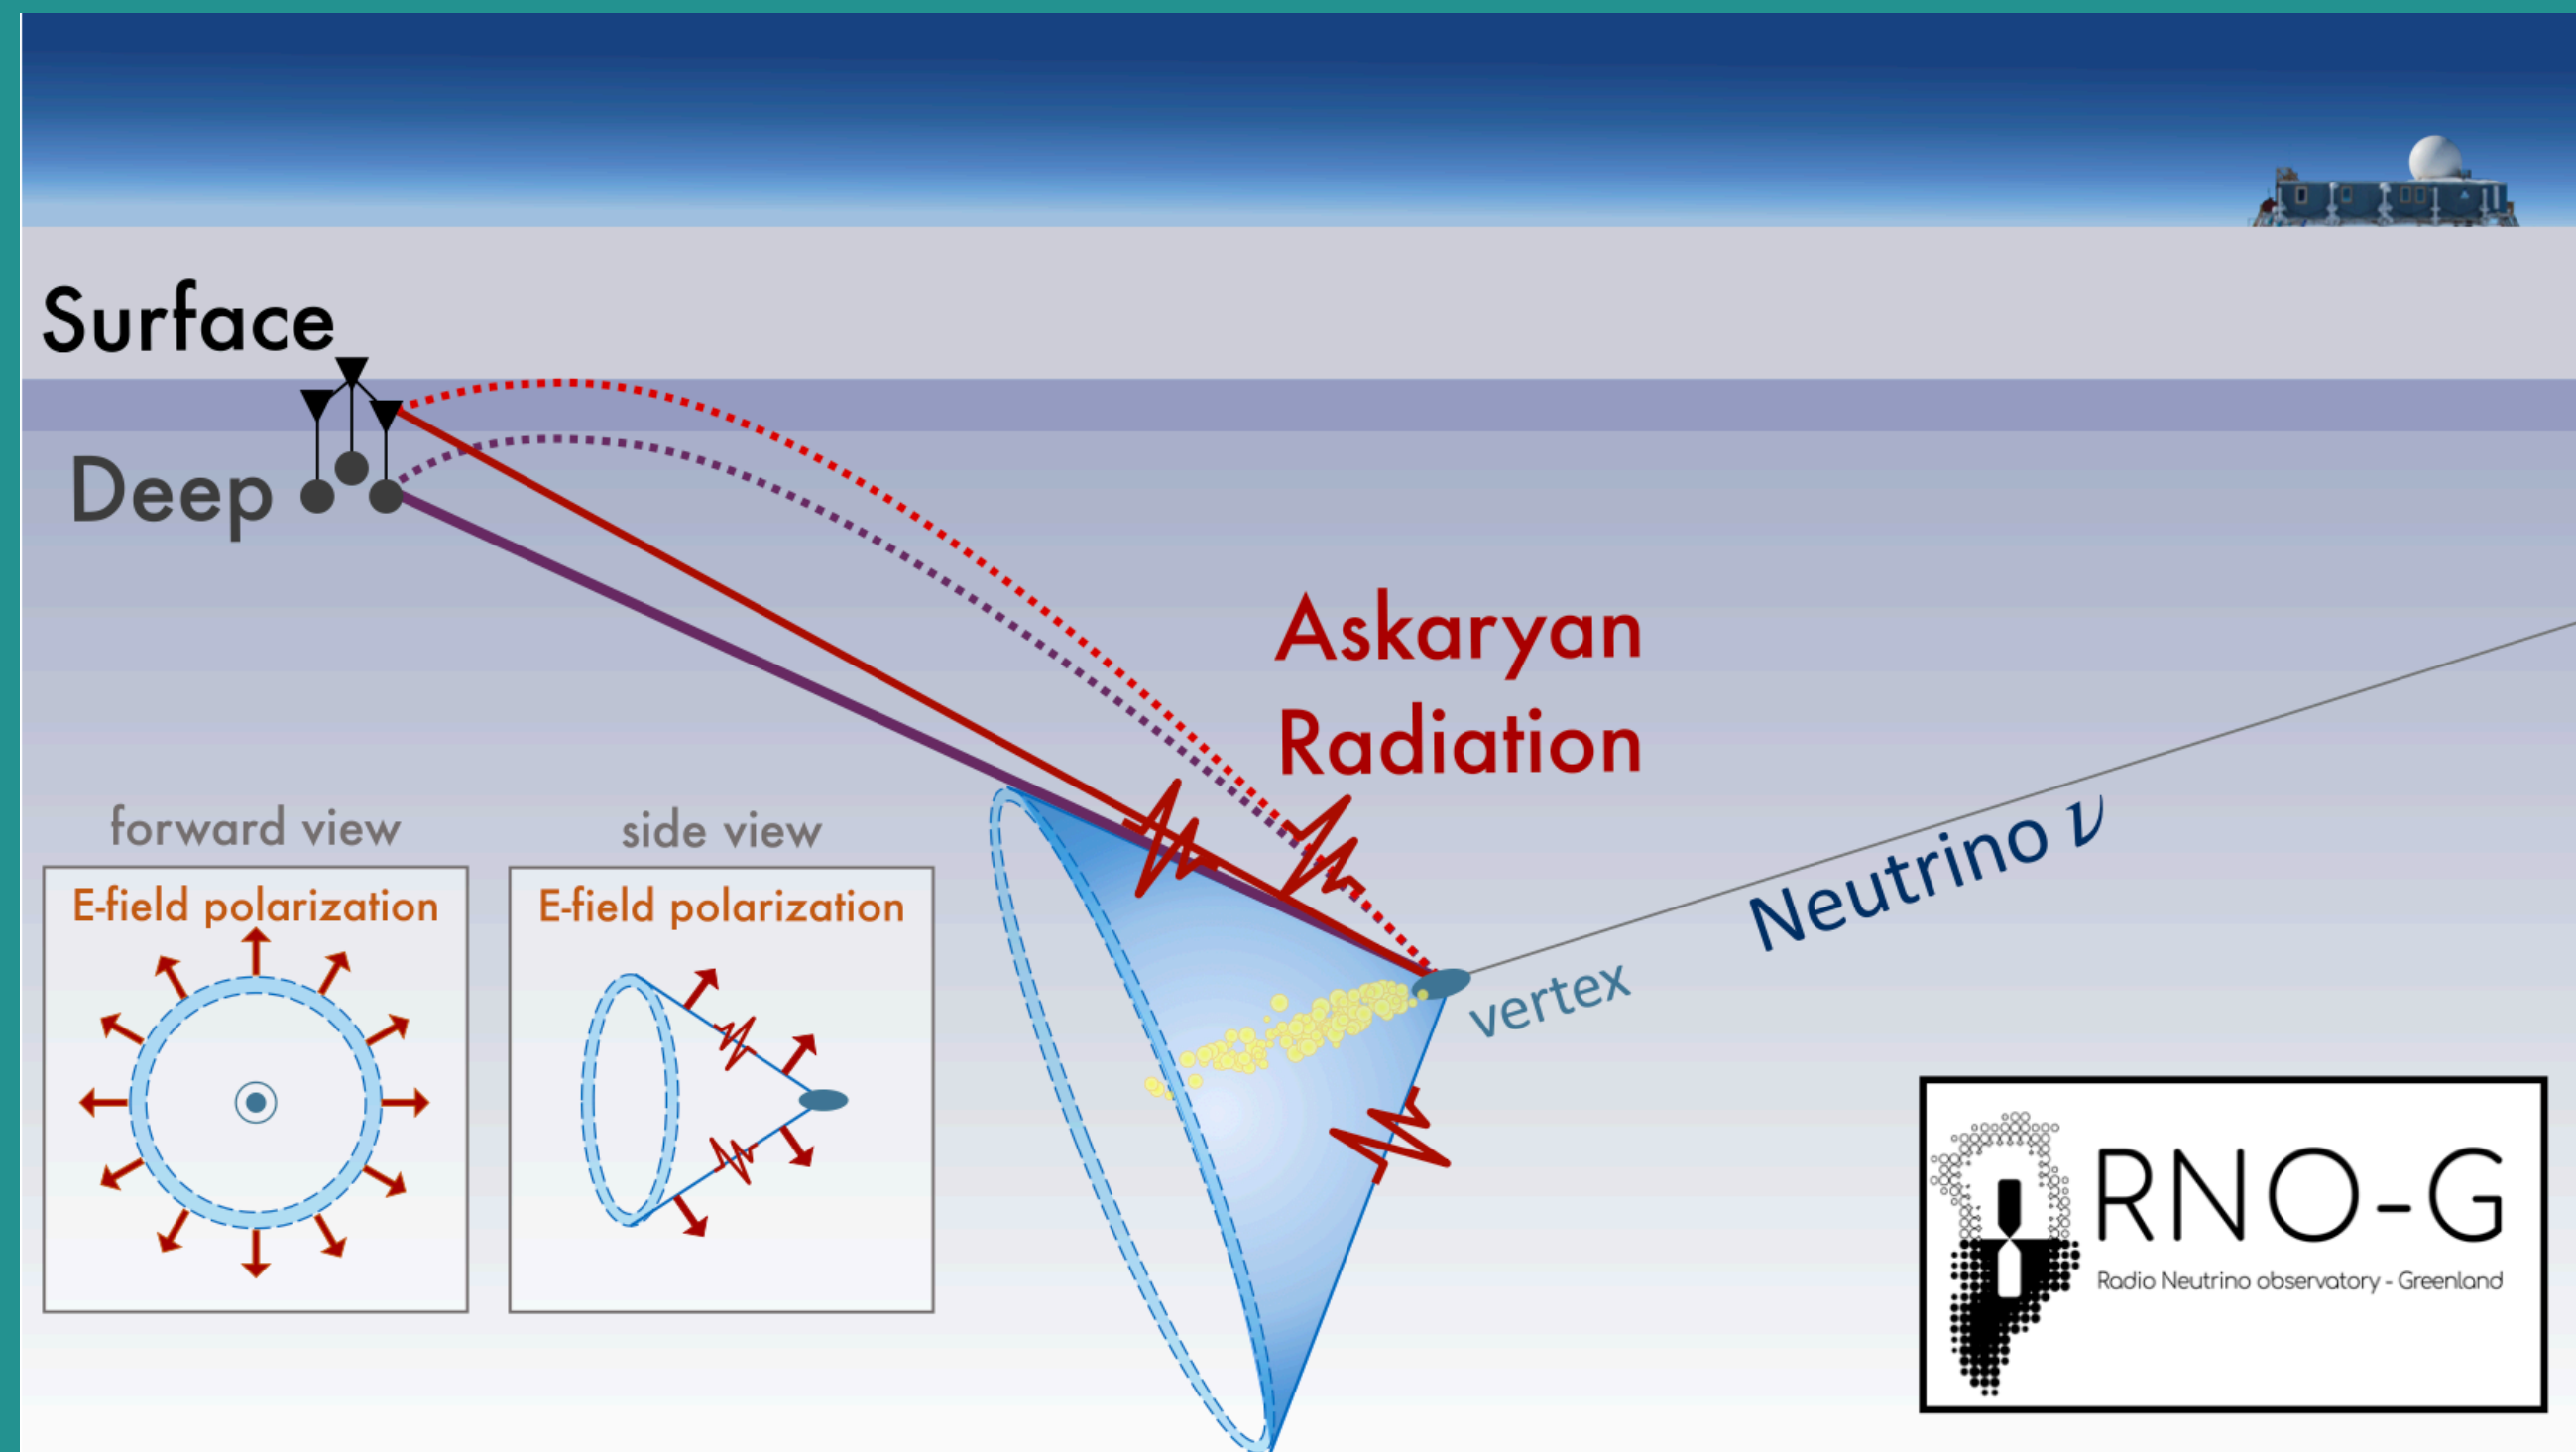 Surface
Deep
Askaryan
Radiation
Neutrino ν
vertex
forward view
E-field polarization
side view
E-field polarization
RNO-G
Radio Neutrino observatory - Greenland